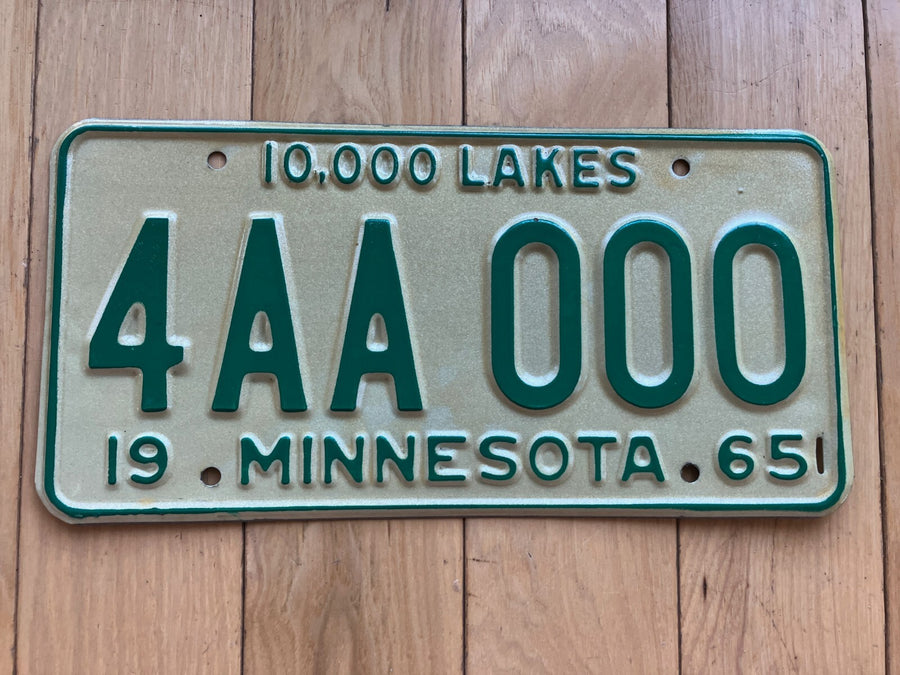 10,000 LAKES
4AA 000
19 MINNESOTA 65